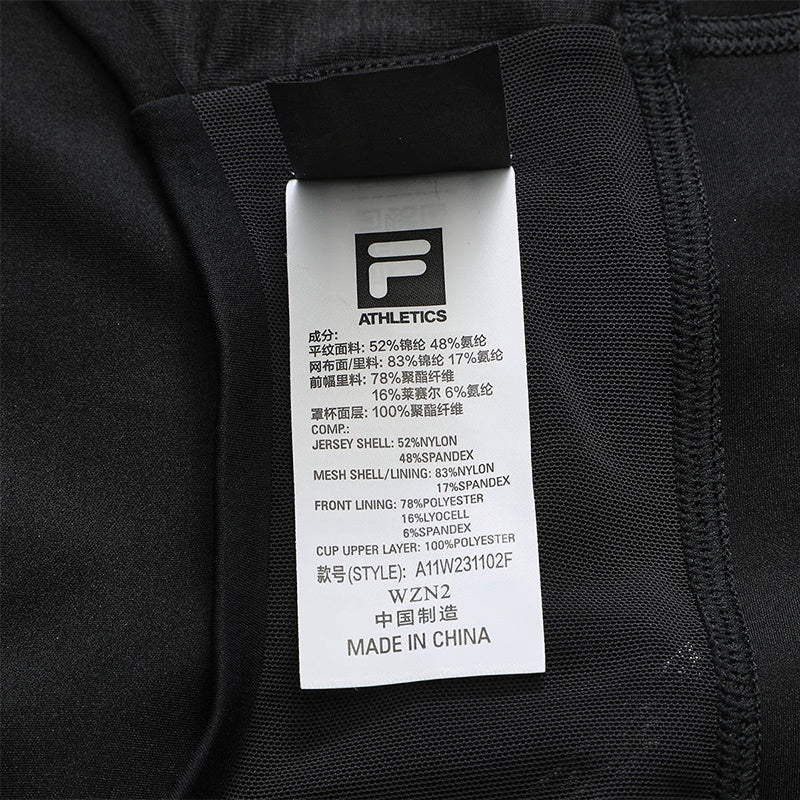 F
ATHLETICS
成分:
平纹面料: 52%锦纶 48%氨纶
网布面/里料: 83%锦纶 17%氨纶
前幅里料: 78%聚酯纤维
16%莱赛尔 6%氨纶
罩杯面层: 100%聚酯纤维
COMP.:
JERSEY SHELL: 52%NYLON
48%SPANDEX
MESH SHELL/LINING: 83%NYLON
17%SPANDEX
FRONT LINING: 78%POLYESTER
16%LYOCELL
6%SPANDEX
CUP UPPER LAYER: 100%POLYESTER
款号(STYLE): A11W231102F
WZN2
中国制造
MADE IN CHINA